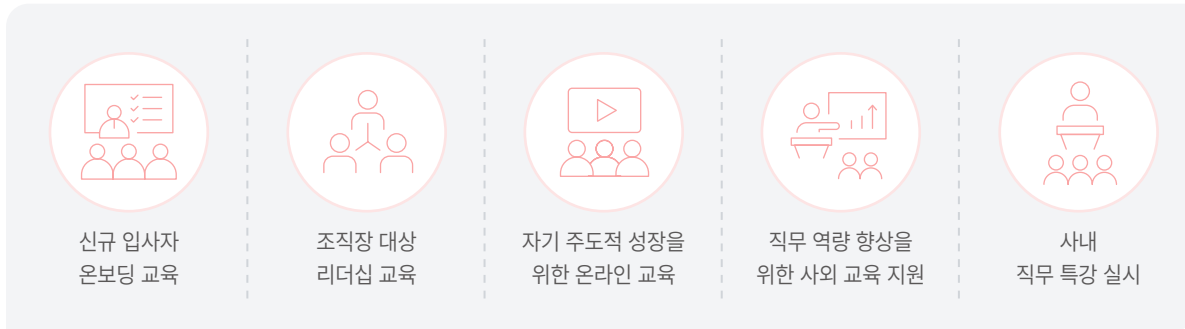 신규 입사자
온보딩 교육
조직장 대상
리더십 교육
자기 주도적 성장을
위한 온라인 교육
직무 역량 향상을
위한 사외 교육 지원
사내
직무 특강 실시